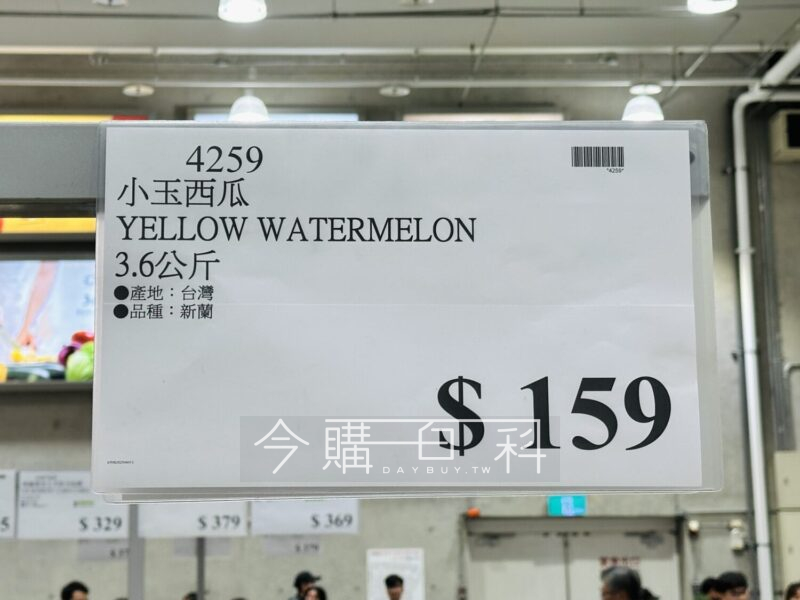 4259
小玉西瓜
YELLOW WATERMELON
3.6公斤
●產地：台灣
●品種：新蘭
*4259*
$ 159
今購百科
DAYBUY.TW
$ 329
$ 379
$ 369